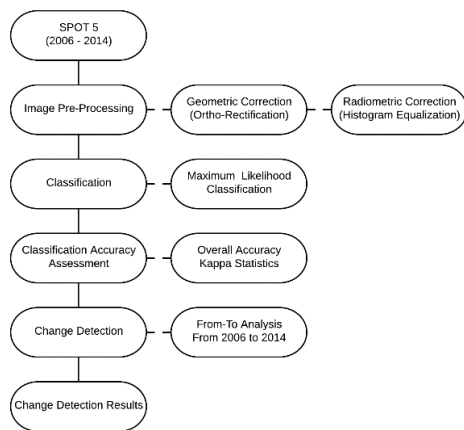 SPOT 5
(2006 - 2014)
Image Pre-Processing
Geometric Correction
(Ortho-Rectification)
Radiometric Correction
(Histogram Equalization)
Classification
Maximum Likelihood
Classification
Classification Accuracy
Assessment
Overall Accuracy
Kappa Statistics
Change Detection
From-To Analysis
From 2006 to 2014
Change Detection Results